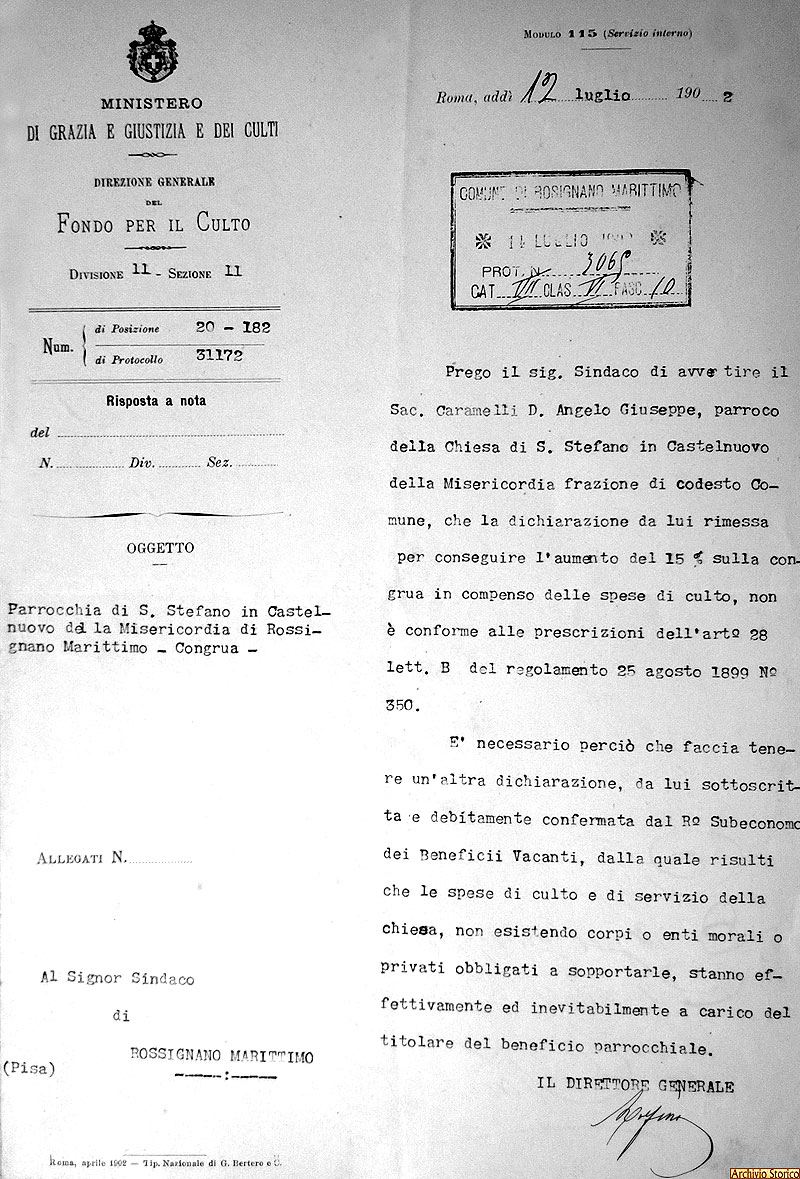 MINISTERO
DI GRAZIA E GIUSTIZIA E DEI CULTI
DIREZIONE GENERALE
DEL
FONDO PER IL CULTO
DIVISIONE 11 - SEZIONE 11
Num. di Posizione 20 - 182
di Protocollo 31172
Risposta a nota
del
N. Div. Sez.
OGGETTO
Parrocchia di S. Stefano in Castel-
nuovo della Misericordia di Rossi-
gnano Marittimo - Congrua -
ALLEGATI N.
Al Signor Sindaco
di
ROSSIGNANO MARITTIMO
(Pisa)
Roma, aprile 1902 — Tip. Nazionale di G. Bertero e C.
MODULO 115 (Servizio interno)
Roma, addì 12 luglio 1902
COMUNE DI ROSIGNANO MARITTIMO
14 LUGLIO
PROT. N. 3065
CAT. VII CLAS. VI FASC. 10
Prego il sig. Sindaco di avvertire il
Sac. Caramelli D. Angelo Giuseppe, parroco
della Chiesa di S. Stefano in Castelnuovo
della Misericordia frazione di codesto Co-
mune, che la dichiarazione da lui rimessa
per conseguire l'aumento del 15 % sulla con-
grua in compenso delle spese di culto, non
è conforme alle prescrizioni dell'artº 28
lett. B del regolamento 25 agosto 1899 Nº
350.
E' necessario perciò che faccia tene-
re un'altra dichiarazione, da lui sottoscrit-
ta e debitamente confermata dal Rº Subeconomo
dei Beneficii Vacanti, dalla quale risulti
che le spese di culto e di servizio della
chiesa, non esistendo corpi o enti morali o
privati obbligati a sopportarle, stanno ef-
fettivamente ed inevitabilmente a carico del
titolare del beneficio parrocchiale.
IL DIRETTORE GENERALE
Archivio Storico